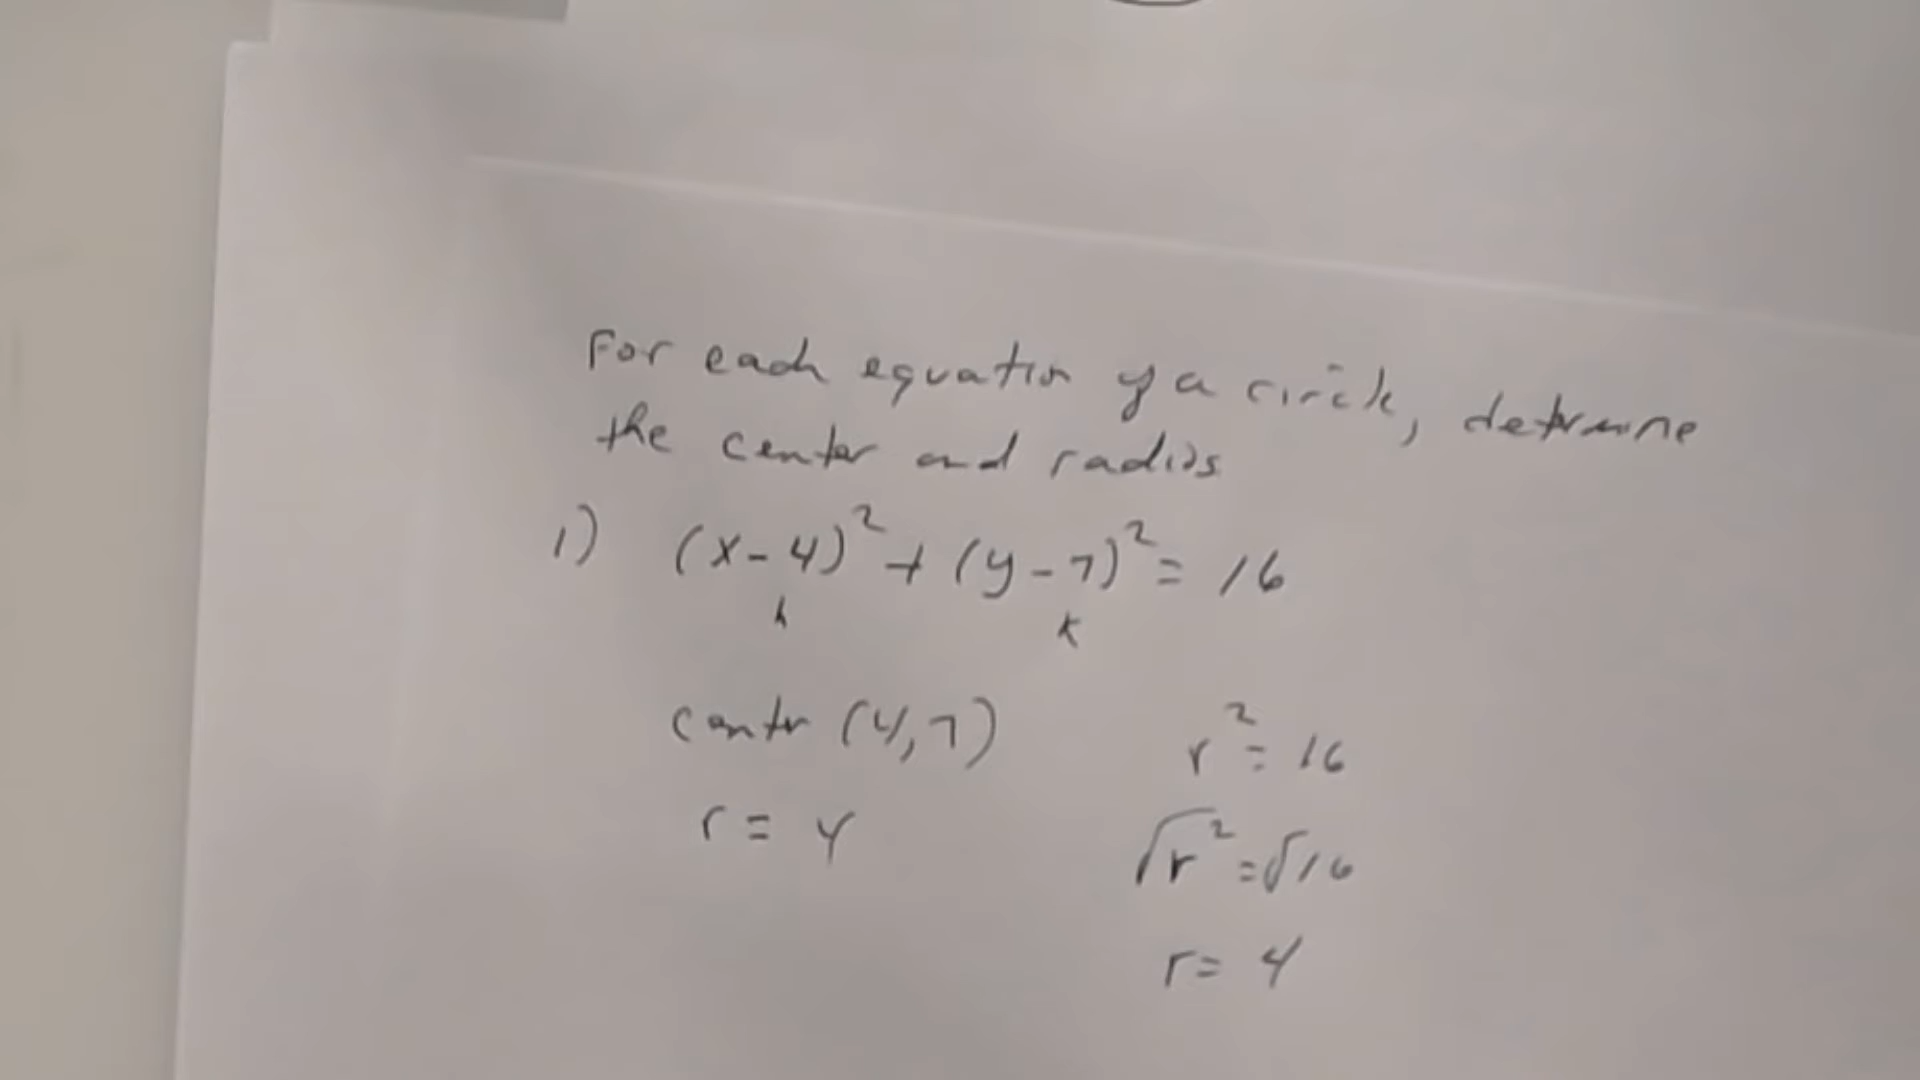 For each equation of a circle, determine
the center and radius
1) (x-4)² + (y-7)² = 16
h k
center (4,7) r² = 16
r = 4 √r² = √16
r = 4